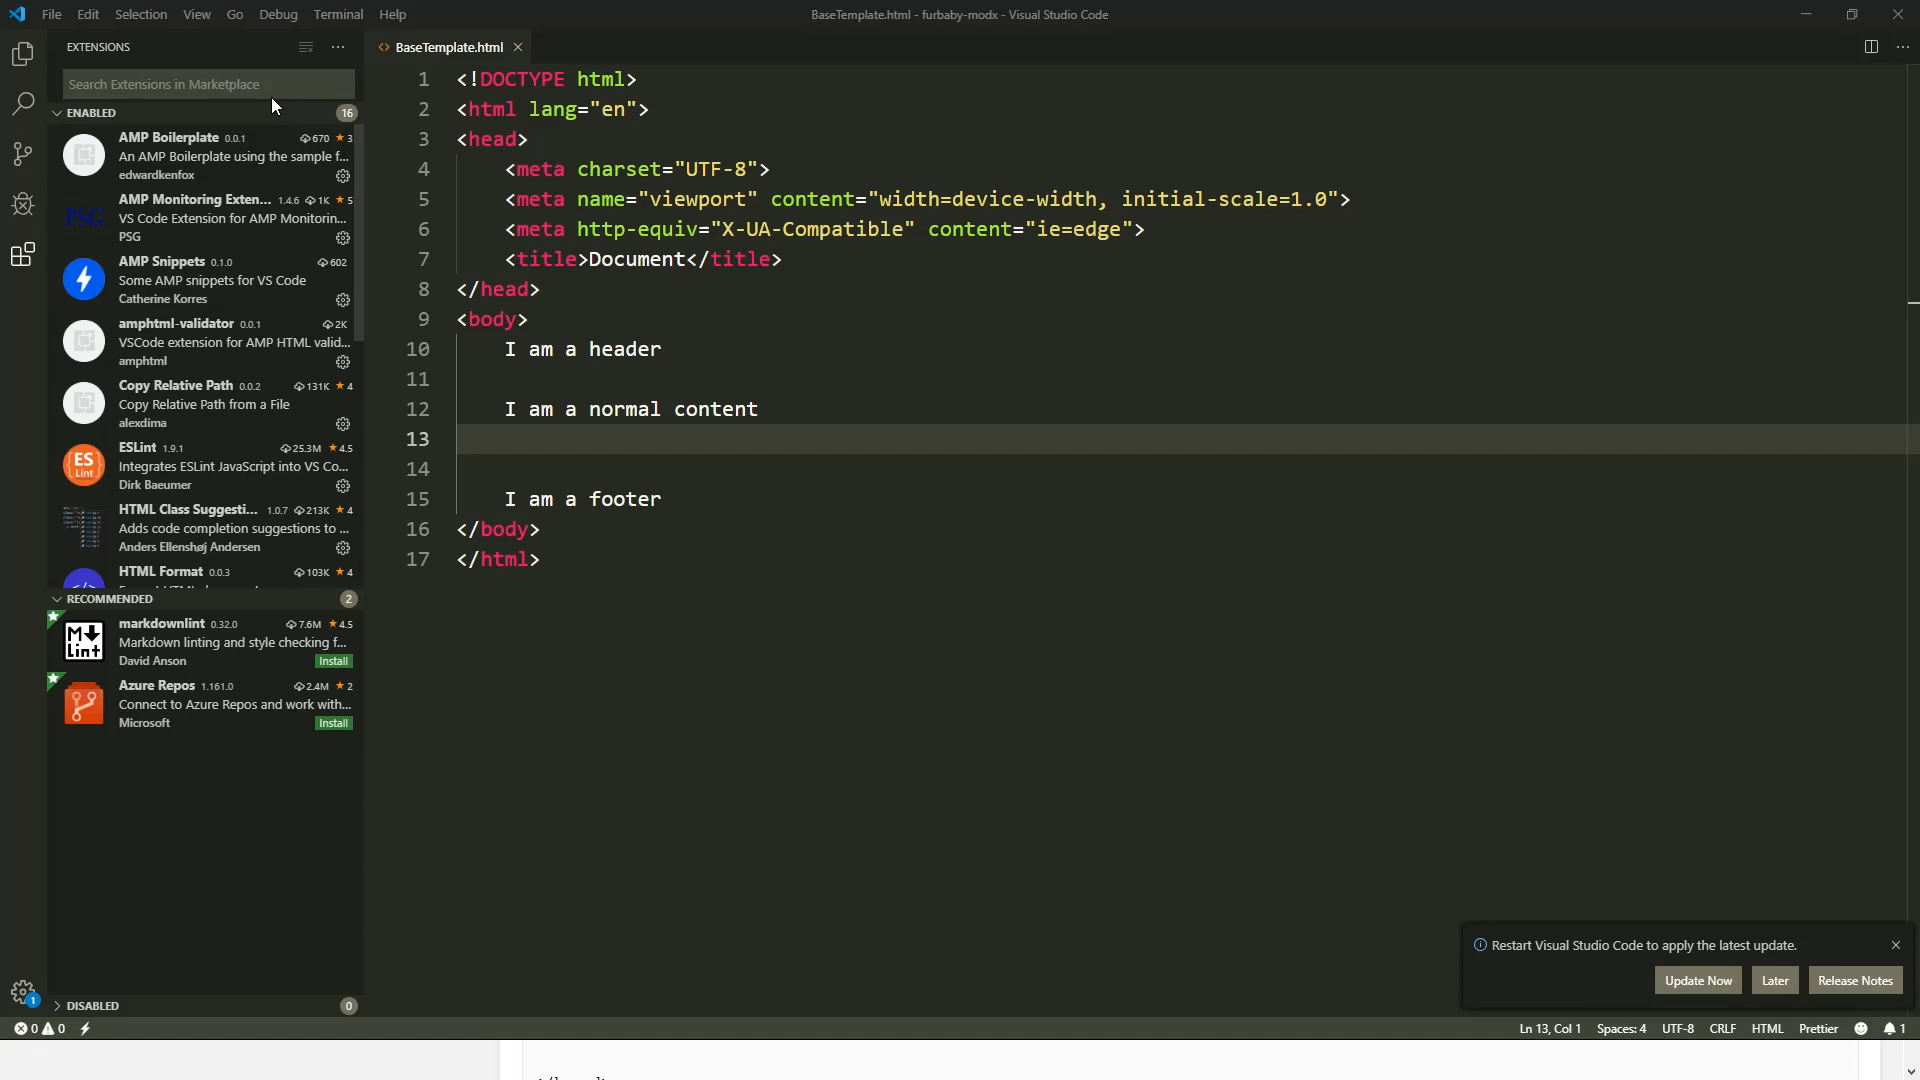 File Edit Selection View Go Debug Terminal Help
BaseTemplate.html - furbaby-modx - Visual Studio Code
EXTENSIONS
Search Extensions in Marketplace
ENABLED 16
AMP Boilerplate 0.0.1 670 ★ 3
An AMP Boilerplate using the sample f...
edwardkenfox
PSG
AMP Monitoring Exten... 1.4.6 1K ★ 5
VS Code Extension for AMP Monitorin...
PSG
AMP Snippets 0.1.0 602
Some AMP snippets for VS Code
Catherine Korres
amphtml-validator 0.0.1 2K
VSCode extension for AMP HTML valid...
amphtml
Copy Relative Path 0.0.2 131K ★ 4
Copy Relative Path from a File
alexdima
ES Lint
ESLint 1.9.1 25.3M ★ 4.5
Integrates ESLint JavaScript into VS Co...
Dirk Baeumer
HTML Class Suggesti... 1.0.7 213K ★ 4
Adds code completion suggestions to ...
Anders Ellenshøj Andersen
HTML Format 0.0.3 103K ★ 4
RECOMMENDED 2
M Lint
markdownlint 0.32.0 7.6M ★ 4.5
Markdown linting and style checking f...
David Anson Install
Azure Repos 1.161.0 2.4M ★ 2
Connect to Azure Repos and work with...
Microsoft Install
1
DISABLED 0
BaseTemplate.html
1 <!DOCTYPE html>
2 <html lang="en">
3 <head>
4 <meta charset="UTF-8">
5 <meta name="viewport" content="width=device-width, initial-scale=1.0">
6 <meta http-equiv="X-UA-Compatible" content="ie=edge">
7 <title>Document</title>
8 </head>
9 <body>
10 I am a header
11
12 I am a normal content
13
14
15 I am a footer
16 </body>
17 </html>
Restart Visual Studio Code to apply the latest update.
Update Now Later Release Notes
0 0 Ln 13, Col 1 Spaces: 4 UTF-8 CRLF HTML Prettier 1